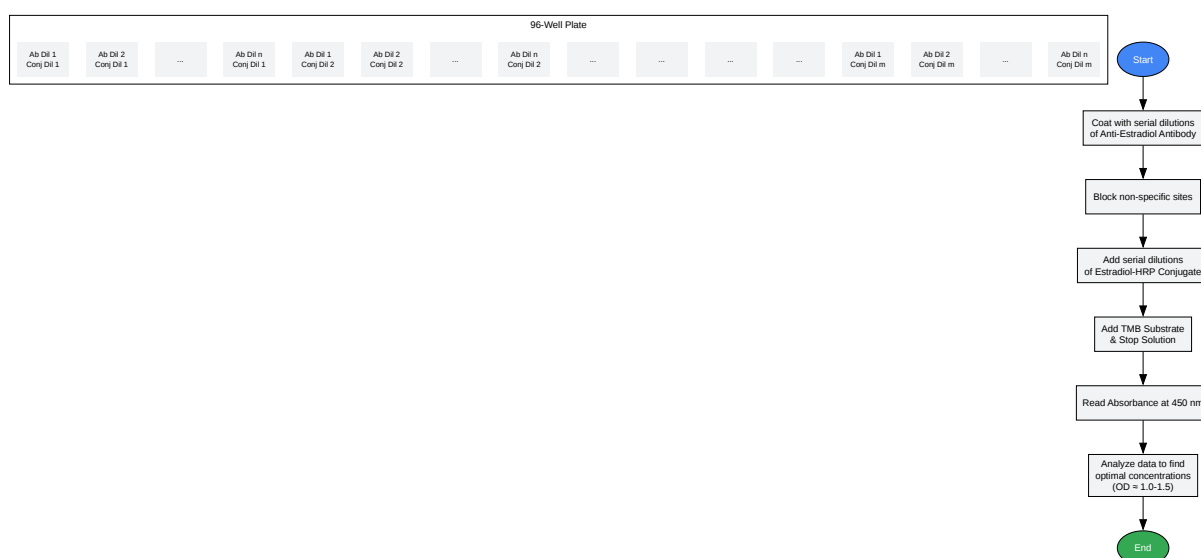 96-Well Plate
Ab Dil 1
Conj Dil 1
Ab Dil 2
Conj Dil 1
...
Ab Dil n
Conj Dil 1
Ab Dil 1
Conj Dil 2
Ab Dil 2
Conj Dil 2
...
Ab Dil n
Conj Dil 2
...
...
...
...
Ab Dil 1
Conj Dil m
Ab Dil 2
Conj Dil m
...
Ab Dil n
Conj Dil m
Start
Coat with serial dilutions
of Anti-Estradiol Antibody
Block non-specific sites
Add serial dilutions
of Estradiol-HRP Conjugate
Add TMB Substrate
& Stop Solution
Read Absorbance at 450 nm
Analyze data to find
optimal concentrations
(OD ≈ 1.0-1.5)
End